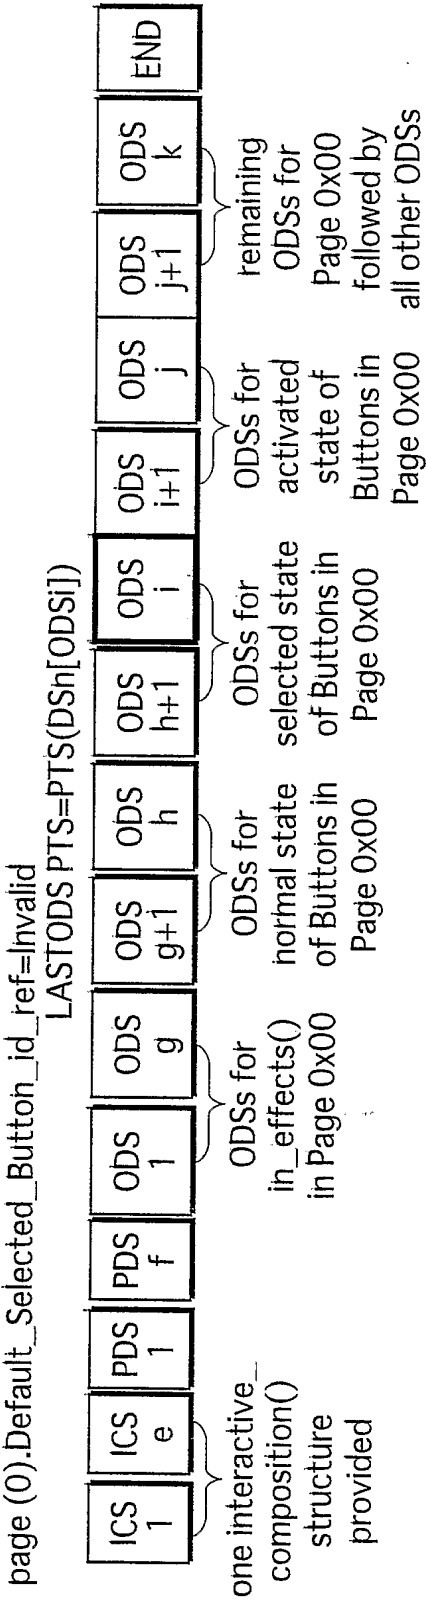 page (0).Default_Selected_Button_id_ref=Invalid
LASTODS PTS=PTS(DSh[ODSi])
ICS 1
ICS e
PDS 1
PDS f
ODS 1
ODS g
ODS g+1
ODS h
ODS h+1
ODS i
ODS i+1
ODS j
ODS j+1
ODS k
END
one interactive_
composition()
structure
provided
ODSs for
in_effects()
in Page 0x00
ODSs for
normal state
of Buttons in
Page 0x00
ODSs for
selected state
of Buttons in
Page 0x00
ODSs for
activated
state of
Buttons in
Page 0x00
remaining
ODSs for
Page 0x00
followed by
all other ODSs